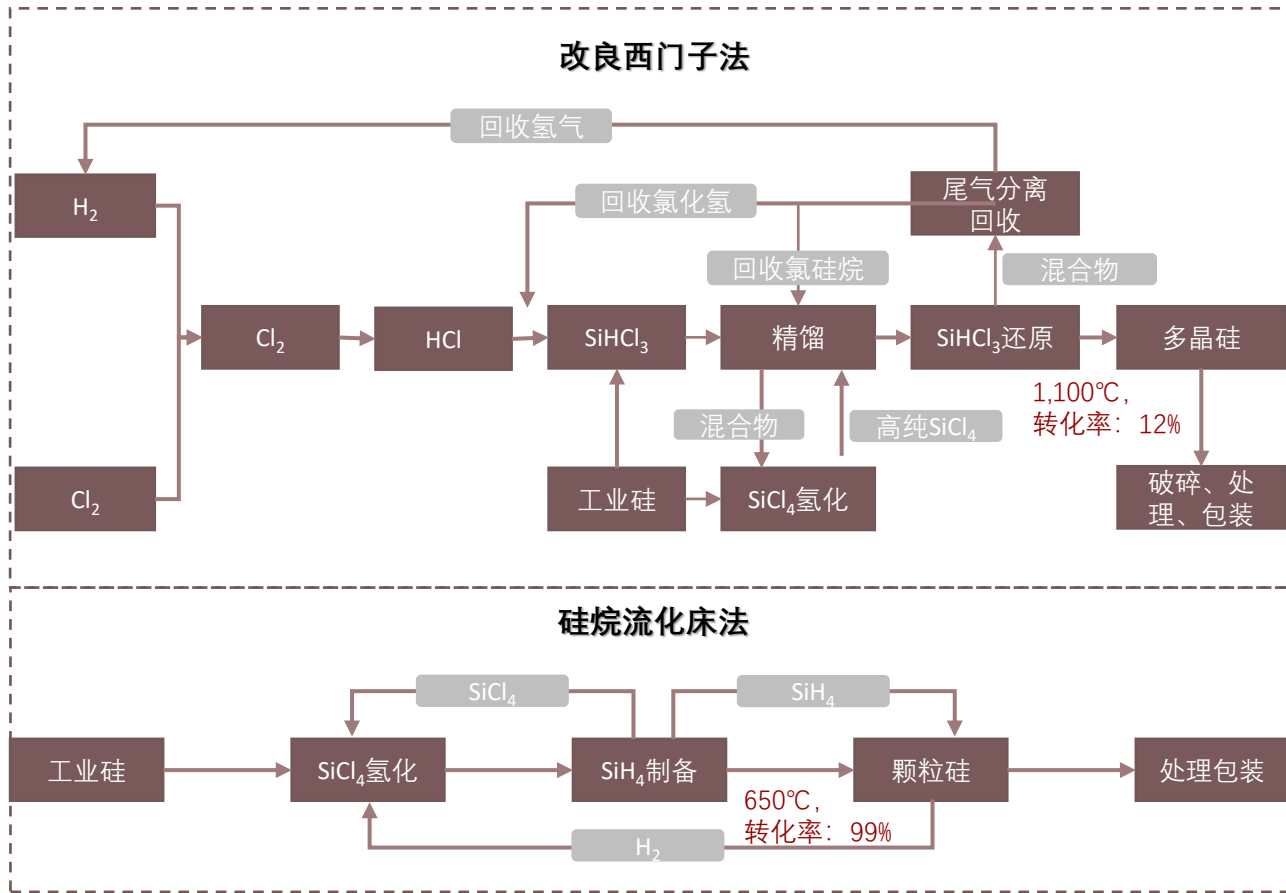 改良西门子法
回收氢气
H₂
回收氯化氢
尾气分离
回收
回收氯硅烷
混合物
Cl₂
HCl
SiHCl₃
精馏
SiHCl₃还原
多晶硅
1,100℃,
转化率：12%
混合物
高纯SiCl₄
Cl₂
工业硅
SiCl₄氢化
破碎、处
理、包装
硅烷流化床法
SiCl₄
SiH₄
工业硅
SiCl₄氢化
SiH₄制备
颗粒硅
处理包装
650℃,
转化率：99%
H₂